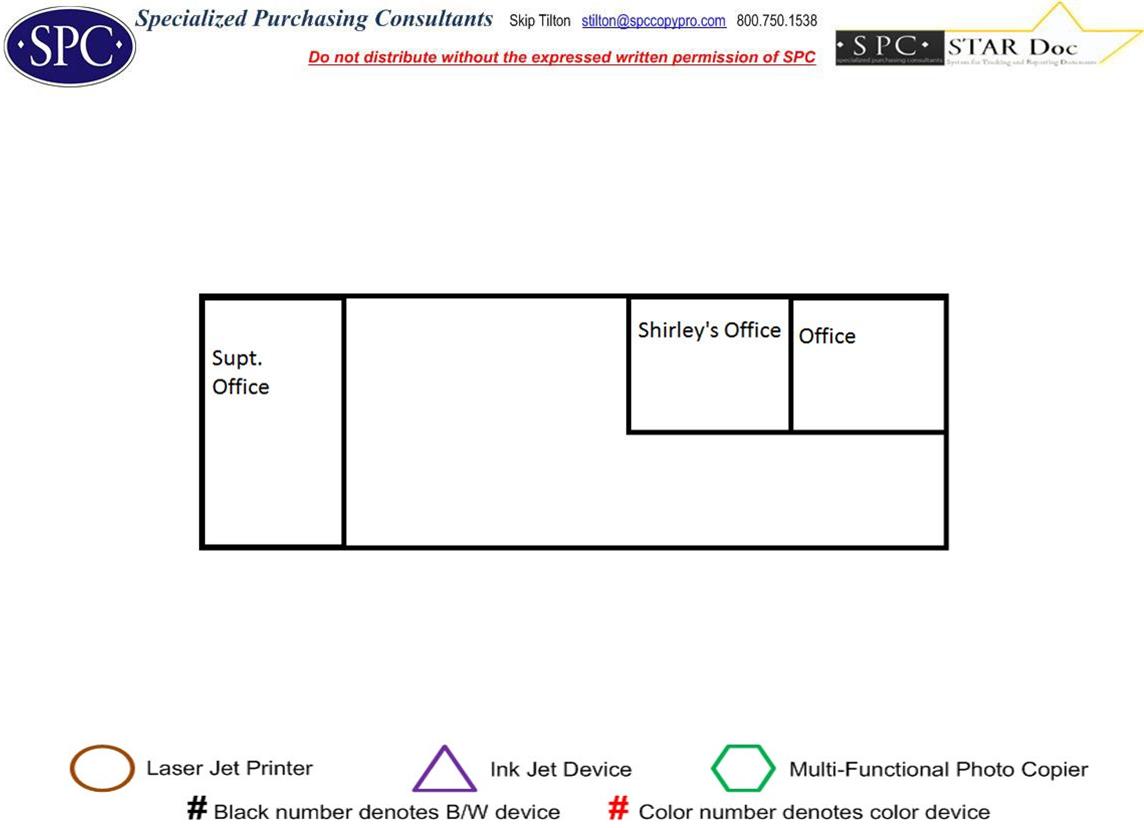 ·SPC·
Specialized Purchasing Consultants Skip Tilton stilton@spccopypro.com 800.750.1538
Do not distribute without the expressed written permission of SPC
·SPC· STAR Doc
specialized purchasing consultants System for Tracking and Reporting Documents
Supt.
Office
Shirley's Office
Office
Laser Jet Printer
Ink Jet Device
Multi-Functional Photo Copier
# Black number denotes B/W device
# Color number denotes color device